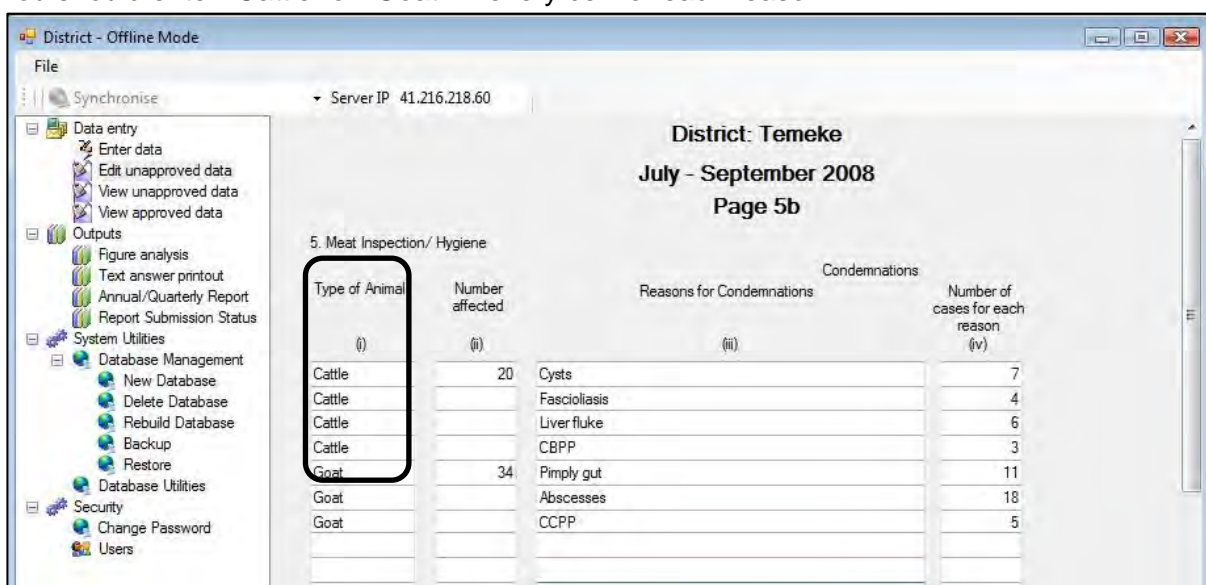 District - Offline Mode
File
Synchronise
Server IP 41.216.218.60
Data entry
Enter data
Edit unapproved data
View unapproved data
View approved data
Outputs
Figure analysis
Text answer printout
Annual/Quarterly Report
Report Submission Status
System Utilities
Database Management
New Database
Delete Database
Rebuild Database
Backup
Restore
Database Utilities
Security
Change Password
Users
District: Temeke
July - September 2008
Page 5b
5. Meat Inspection/ Hygiene
Condemnations
Type of Animal
Number
affected
Reasons for Condemnations
Number of
cases for each
reason
(i) (ii) (iii) (iv)
Cattle 20 Cysts 7
Cattle Fascioliasis 4
Cattle Liver fluke 6
Cattle CBPP 3
Goat 34 Pimply gut 11
Goat Abscesses 18
Goat CCPP 5